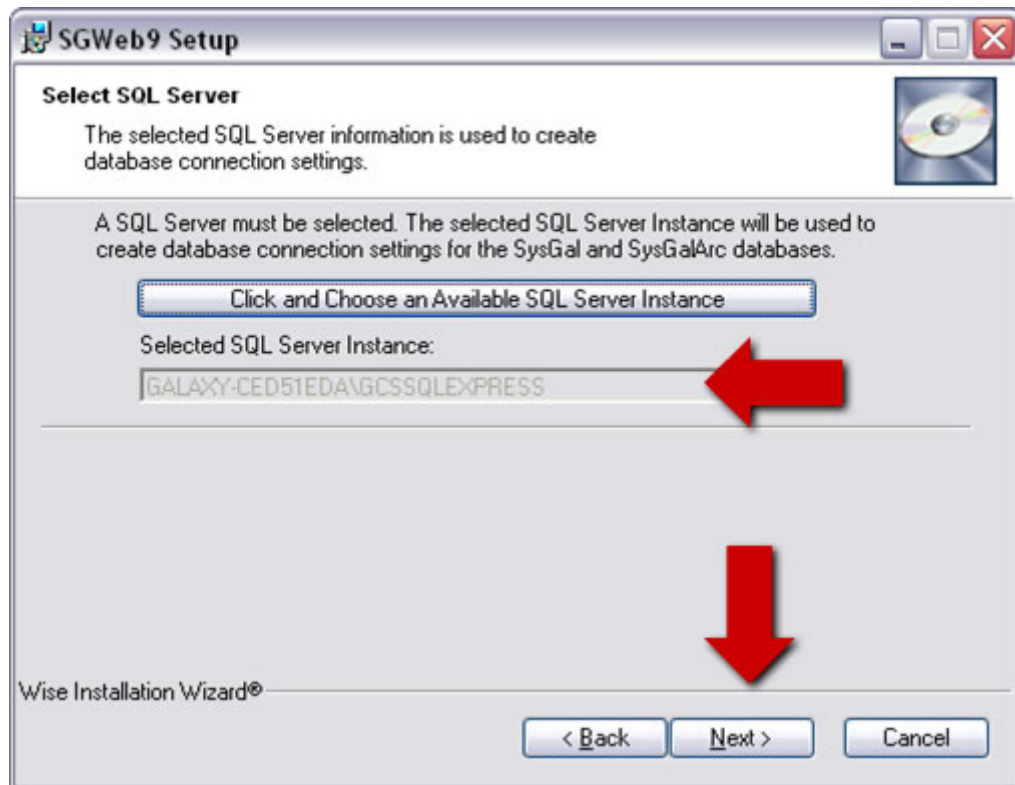 SGWeb9 Setup
Select SQL Server
The selected SQL Server information is used to create
database connection settings.
A SQL Server must be selected. The selected SQL Server Instance will be used to
create database connection settings for the SysGal and SysGalArc databases.
Click and Choose an Available SQL Server Instance
Selected SQL Server Instance:
GALAXY-CED51EDA\GCSSQLEXPRESS
Wise Installation Wizard®
< Back Next > Cancel